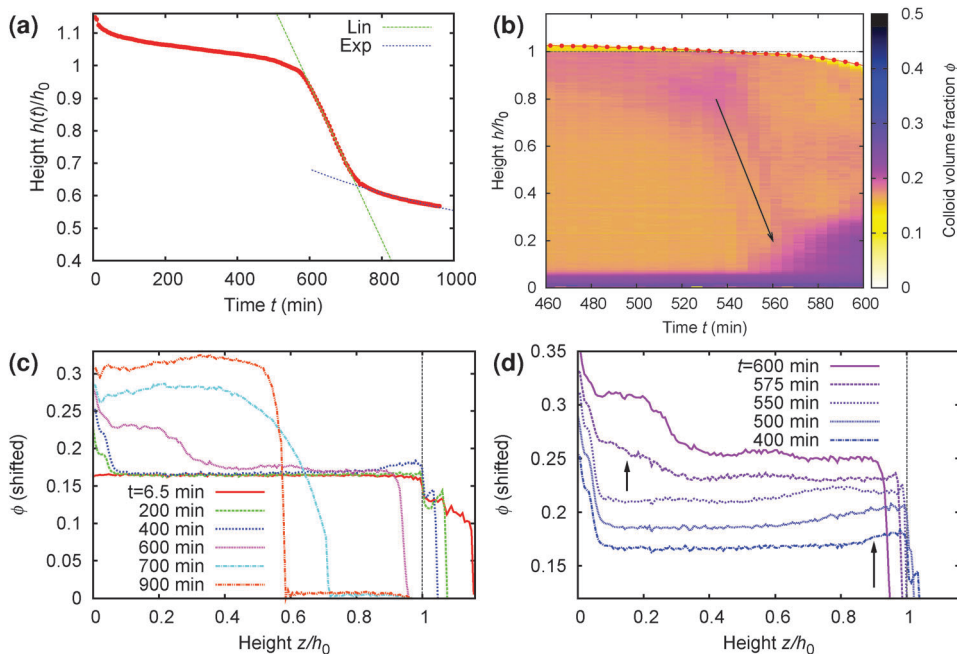 (a)
Lin
Exp
1.1
1
0.9
0.8
0.7
0.6
0.5
0.4
Height h(t)/h0
0 200 400 600 800 1000
Time t (min)
(b)
1
0.8
0.6
0.4
0.2
0
Height h/h0
460 480 500 520 540 560 580 600
Time t (min)
0.5
0.4
0.3
0.2
0.1
0
Colloid volume fraction ϕ
(c)
0.3
0.25
0.2
0.15
0.1
0.05
0
ϕ (shifted)
t=6.5 min
200 min
400 min
600 min
700 min
900 min
0 0.2 0.4 0.6 0.8 1
Height z/h0
(d)
0.35
0.3
0.25
0.2
0.15
ϕ (shifted)
t=600 min
575 min
550 min
500 min
400 min
0 0.2 0.4 0.6 0.8 1
Height z/h0